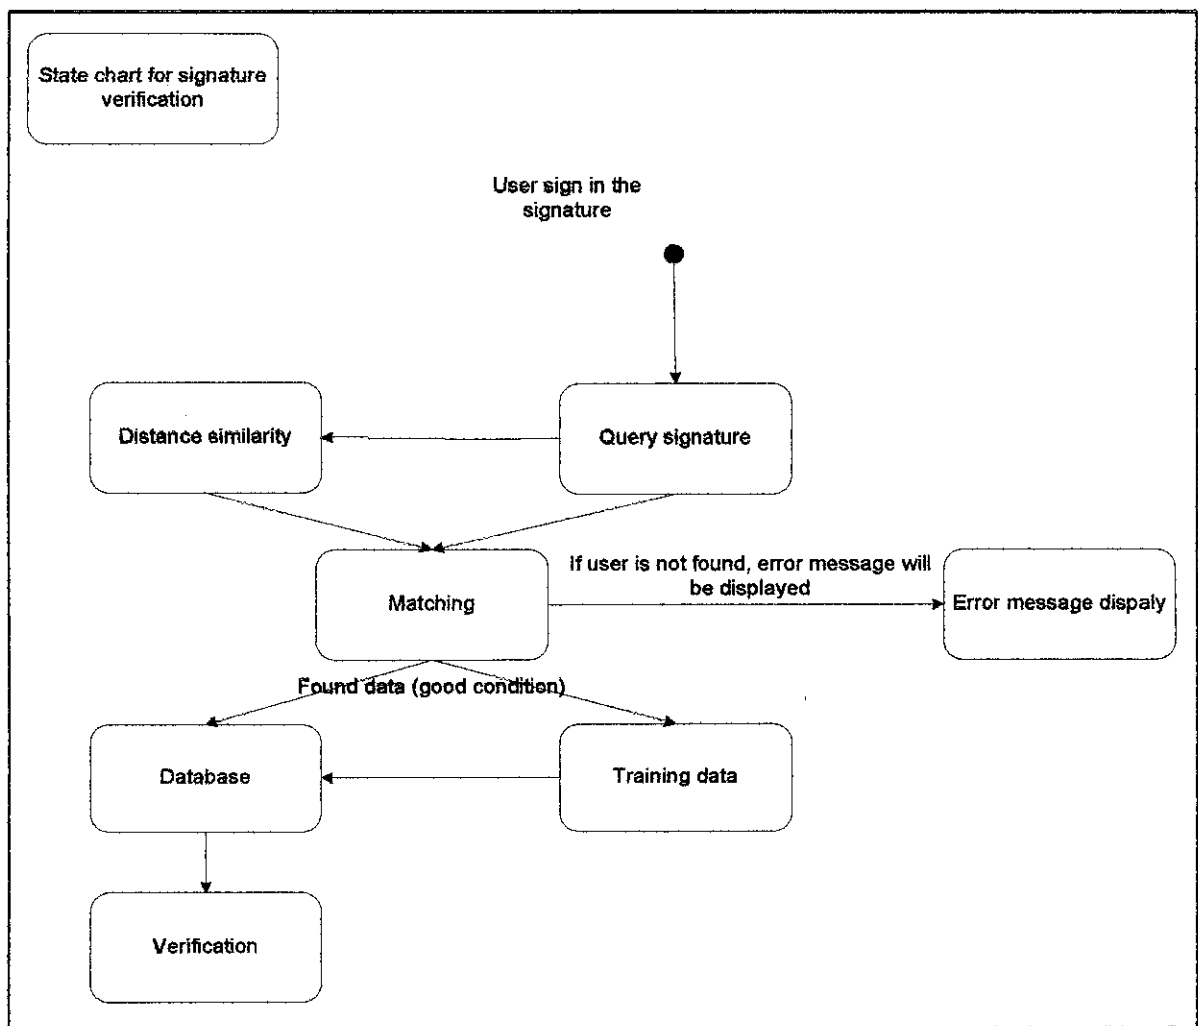 State chart for signature
verification
User sign in the
signature
Distance similarity
Query signature
If user is not found, error message will
be displayed
Matching
Error message dispaly
Found data (good condition)
Database
Training data
Verification